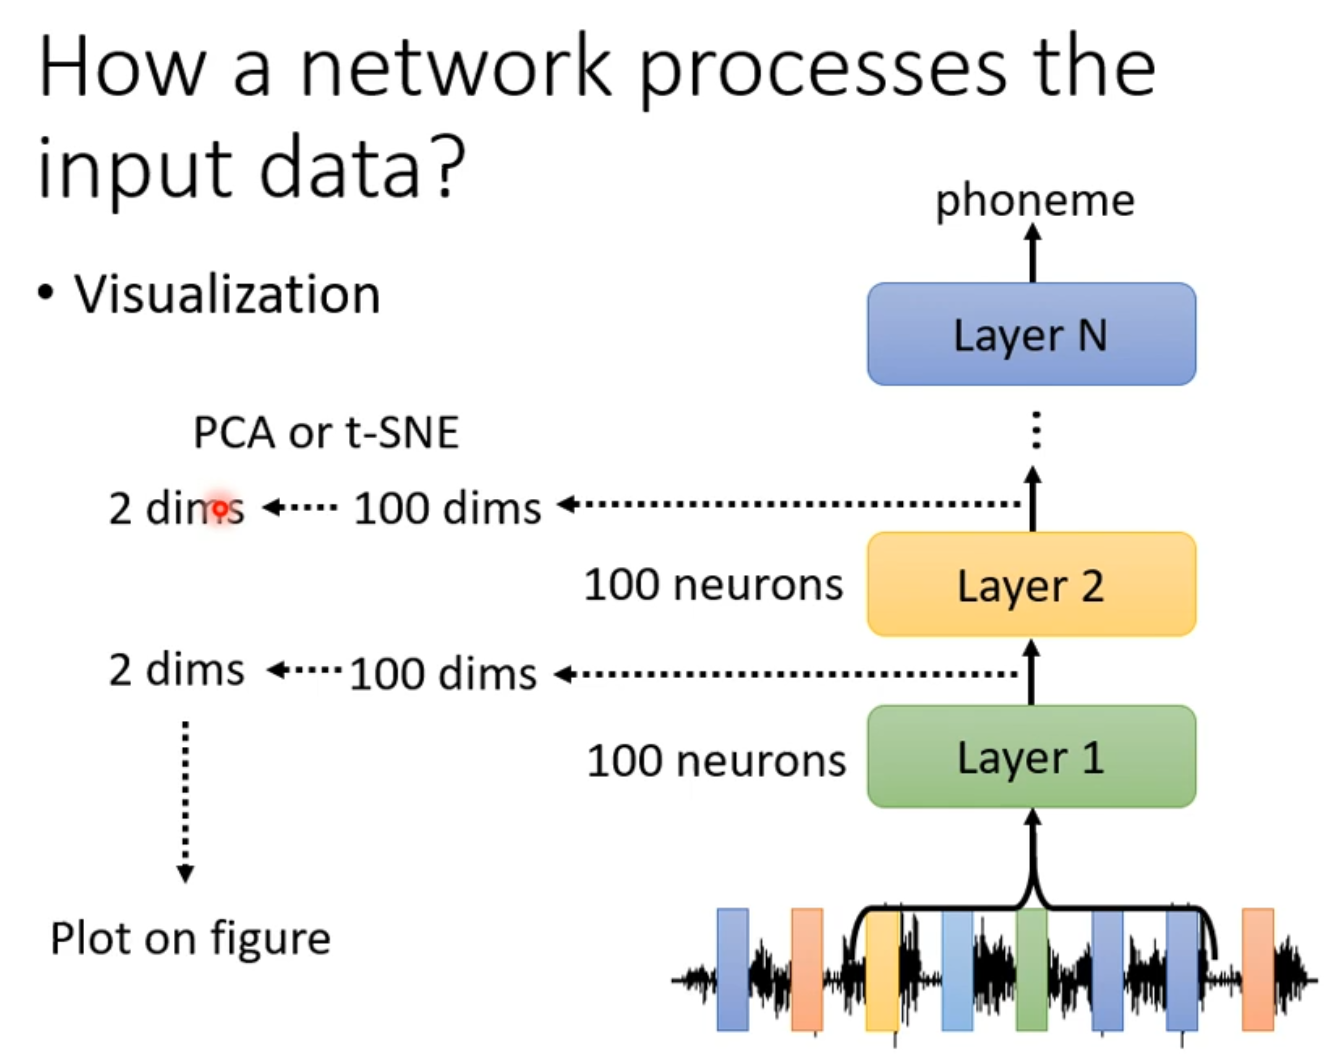 How a network processes the
input data?
phoneme
• Visualization
Layer N
PCA or t-SNE
2 dims 100 dims
100 neurons Layer 2
2 dims 100 dims
100 neurons Layer 1
Plot on figure